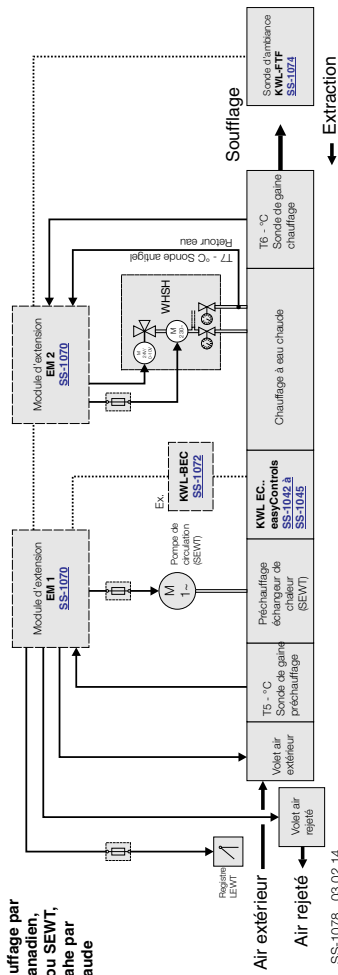 uffage par
anadien,
ou SEWT,
ahe par
aude
Module d'extension
EM 1
SS-1070
Module d'extension
EM 2
SS-1070
Sonde d'ambiance
KWL-FTF
SS-1074
Ex.
KWL-BEC
SS-1072
Pompe de
circulation
(SEWT)
M
1~
WHSH
M
M
T7 - °C Sonde antigel
Retour eau
Registre
LEWT
Soufflage
Extraction
Air extérieur
Air rejeté
Volet air
extérieur
Volet air
rejeté
T5 - °C
Sonde de gaine
préchauffage
Préchauffage
échangeur de
chaleur
(SEWT)
KWL EC..
easyControls
SS-1042 à
SS-1045
Chauffage à eau chaude
T6 - °C
Sonde de gaine
chauffage
SS-1078 03.02.14